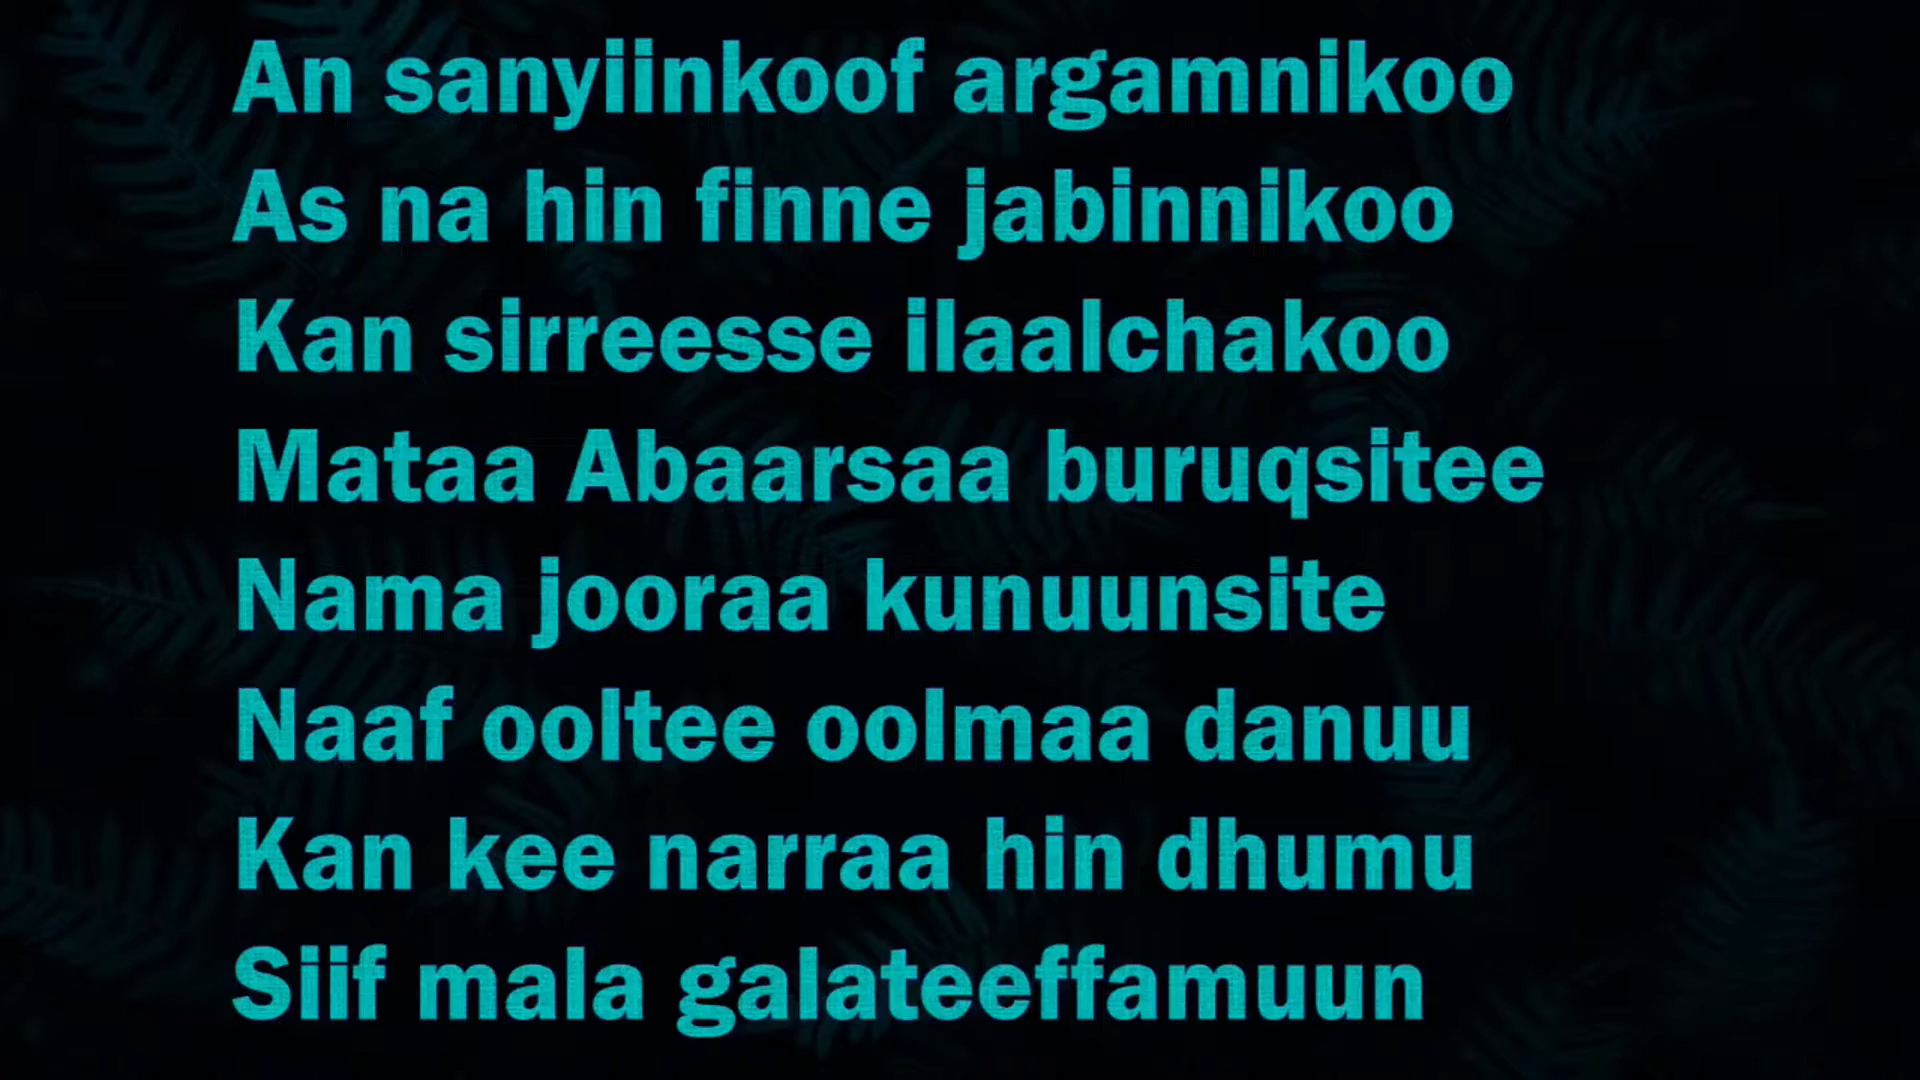 An sanyiinkoof argamnikoo
As na hin finne jabinnikoo
Kan sirreesse ilaalchakoo
Mataa Abaarsaa buruqsitee
Nama jooraa kunuunsite
Naaf ooltee oolmaa danuu
Kan kee narraa hin dhumu
Siif mala galateeffamuun